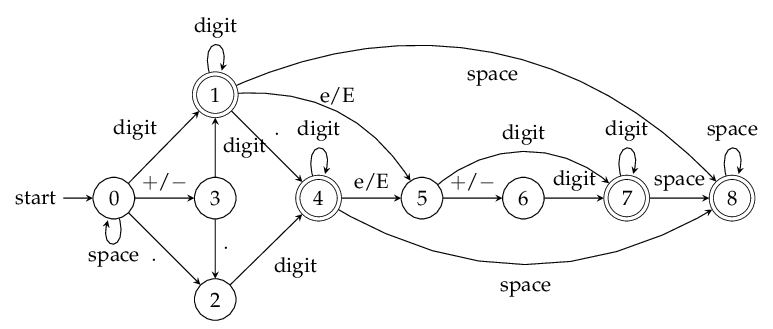 digit
1
space
e/E
digit
digit
.
digit
digit
digit
space
start
0
+/−
3
4
e/E
5
+/−
6
digit
7
space
8
space
.
.
digit
space
2